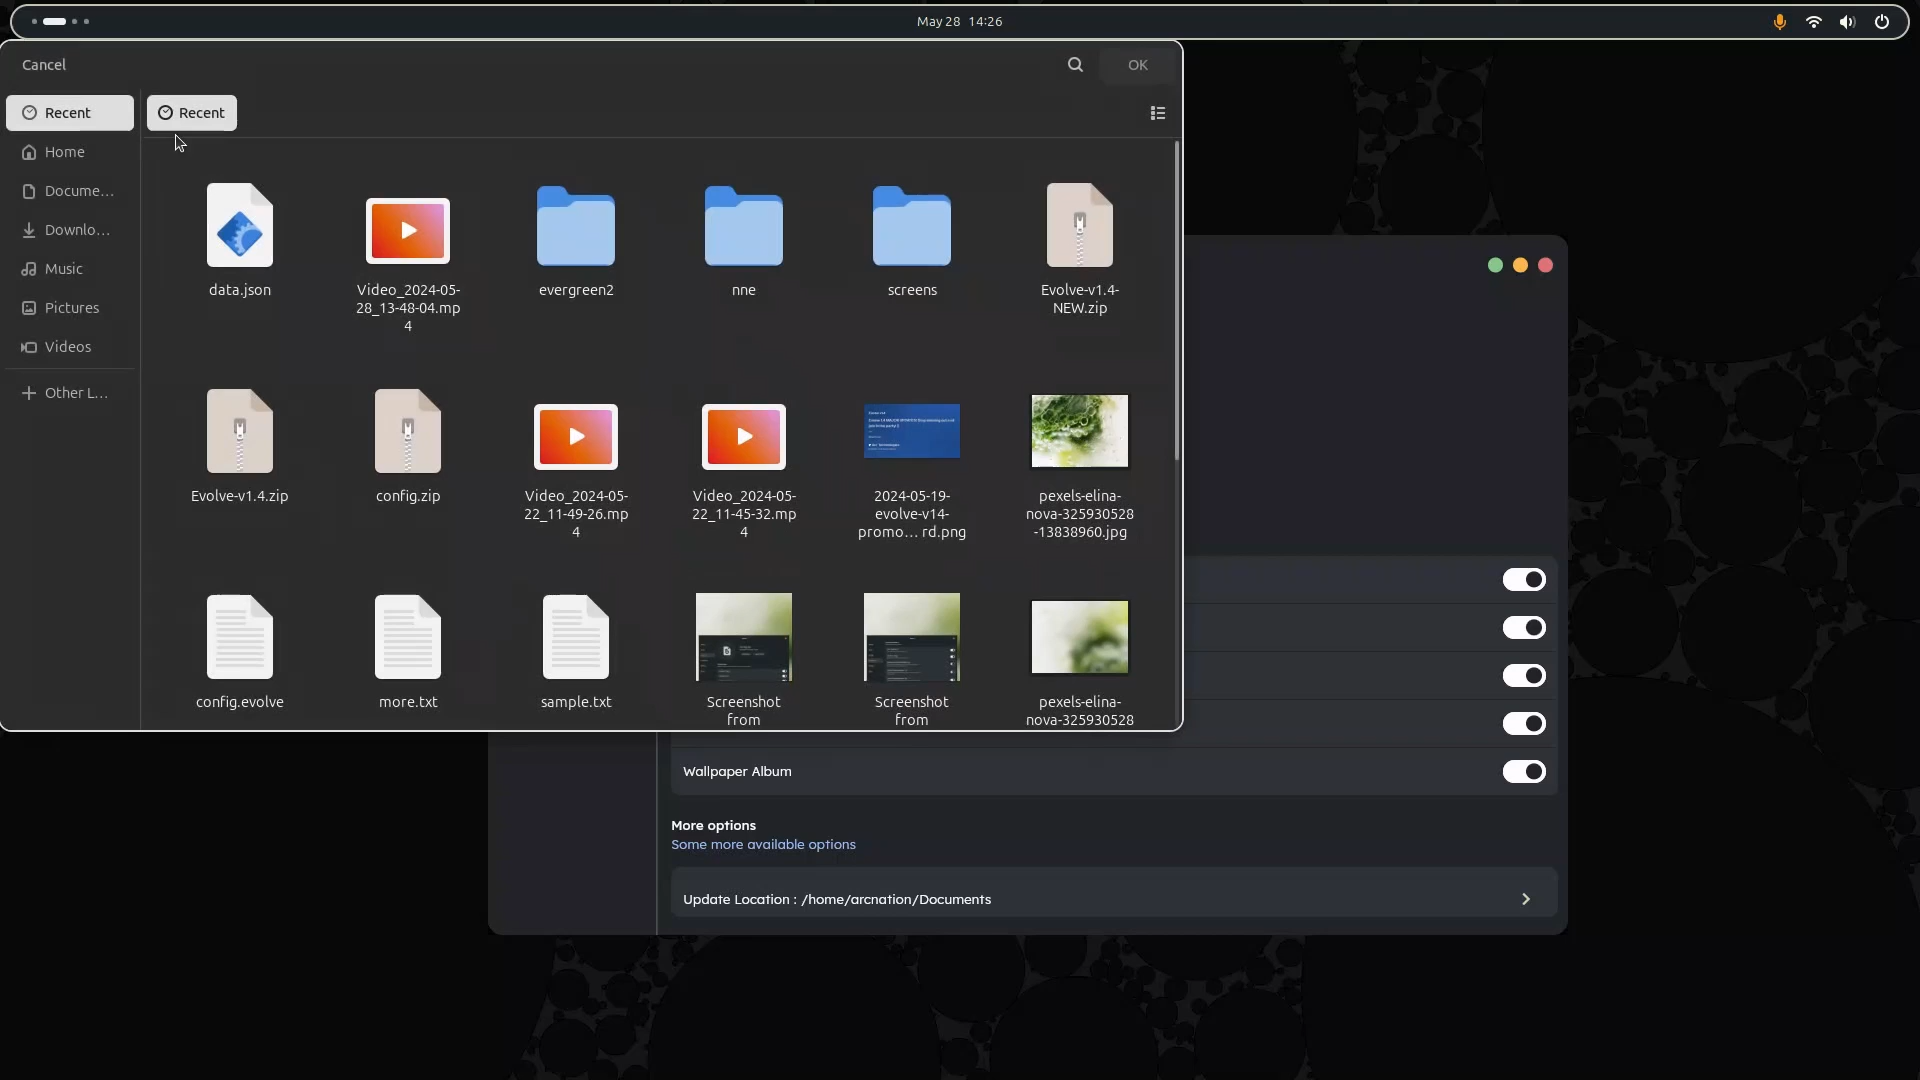 May 28 14:26
Cancel
OK
Recent
Recent
Home
Docume...
Downlo...
Music
Pictures
Videos
Other L...
data.json
Video_2024-05-
28_13-48-04.mp
4
evergreen2
nne
screens
Evolve-v1.4-
NEW.zip
Evolve-v1.4.zip
config.zip
Video_2024-05-
22_11-49-26.mp
4
Video_2024-05-
22_11-45-32.mp
4
2024-05-19-
evolve-v14-
promo... rd.png
pexels-elina-
nova-325930528
-13838960.jpg
config.evolve
more.txt
sample.txt
Screenshot
from
Screenshot
from
pexels-elina-
nova-325930528
Wallpaper Album
More options
Some more available options
Update Location : /home/arcnation/Documents